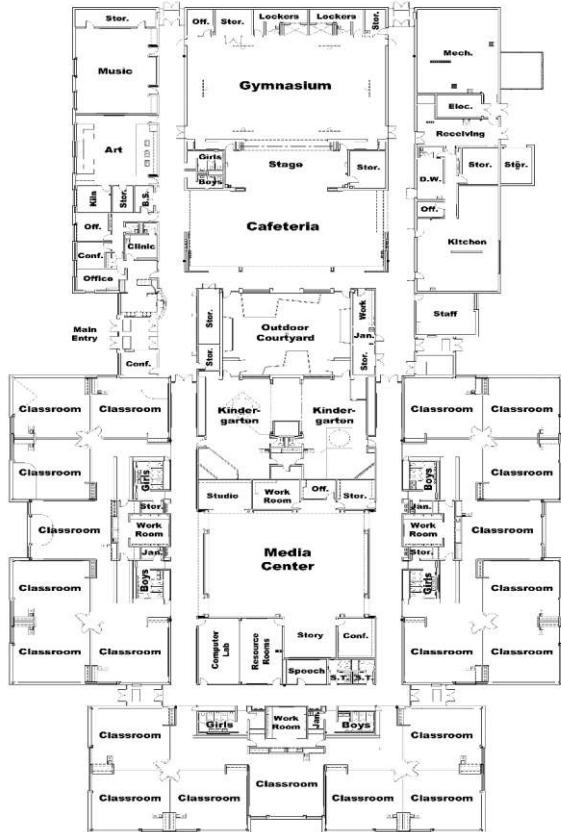 Stor.
Off.
Stor.
Lockers
Lockers
Stor.
Music
Gymnasium
Mech.
Elec.
Receiving
Art
Girls
Boys
Stage
Stor.
D.W.
Stor.
Stor.
Kiln
Stor.
B.S.
Off.
Off.
Clinic
Cafeteria
Kitchen
Conf.
Office
Main
Entry
Conf.
Stor.
Stor.
Outdoor
Courtyard
Work
Jan.
Stor.
Staff
Classroom
Classroom
Kinder-
garten
Kinder-
garten
Classroom
Classroom
Classroom
Girls
Boys
Classroom
Studio
Work
Room
Off.
Stor.
Stor.
Jan.
Classroom
Work
Room
Work
Room
Classroom
Jan.
Stor.
Media
Center
Boys
Girls
Classroom
Classroom
Classroom
Classroom
Classroom
Classroom
Computer
Lab
Resource
Rooms
Story
Conf.
Speech
S.T.
S.T.
Girls
Work
Room
Jan.
Boys
Classroom
Classroom
Classroom
Classroom
Classroom
Classroom
Classroom